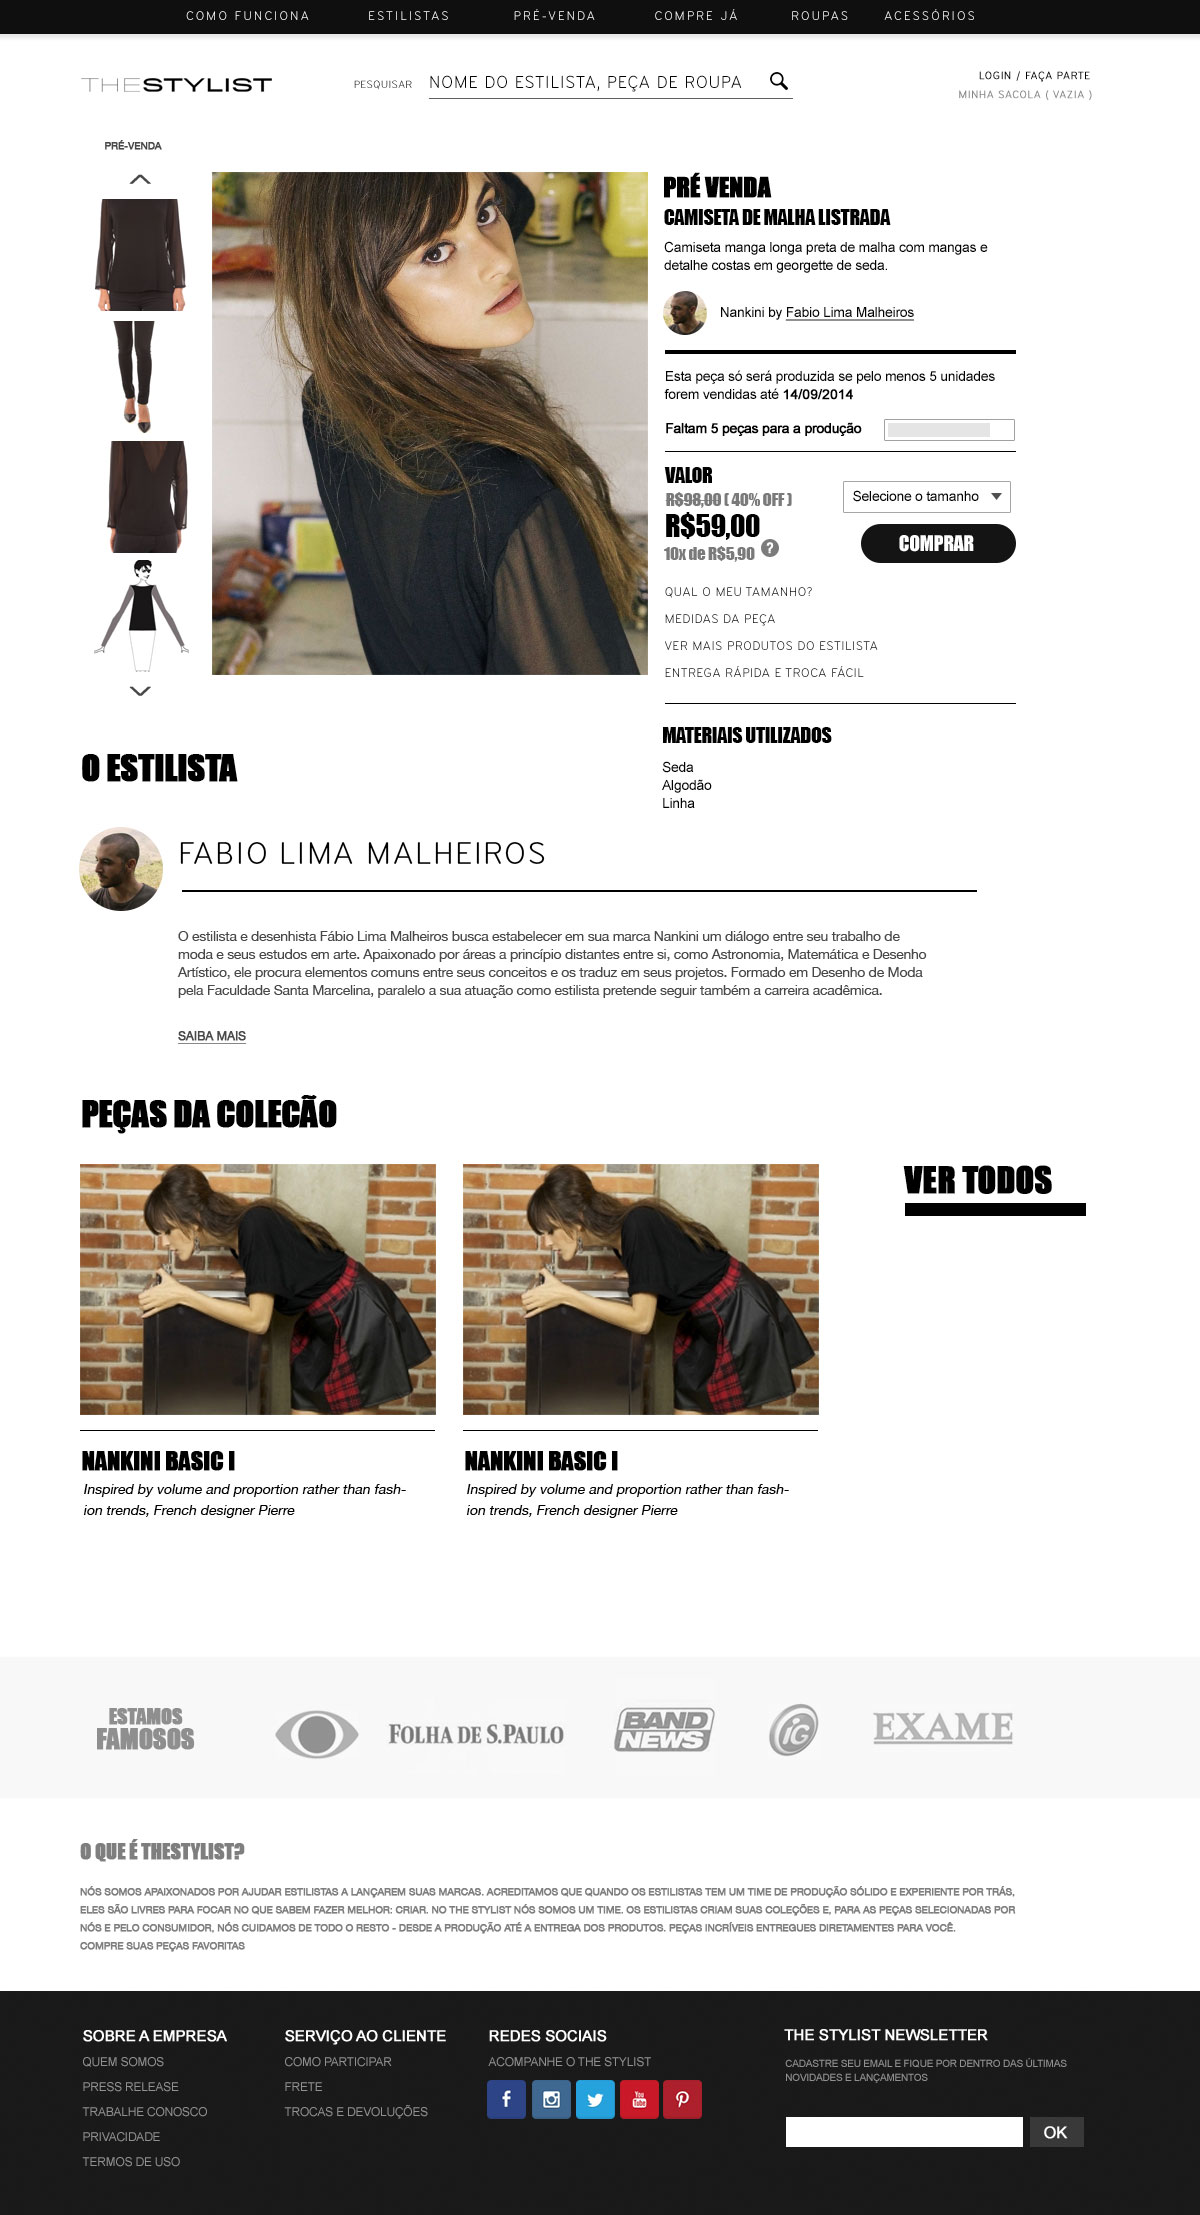 COMO FUNCIONA ESTILISTAS PRÉ-VENDA COMPRE JÁ ROUPAS ACESSÓRIOS
THESTYLIST
PESQUISAR NOME DO ESTILISTA, PEÇA DE ROUPA
LOGIN / FAÇA PARTE
MINHA SACOLA ( VAZIA )
PRÉ-VENDA
PRÉ VENDA
CAMISETA DE MALHA LISTRADA
Camiseta manga longa preta de malha com mangas e
detalhe costas em georgette de seda.
Nankini by Fabio Lima Malheiros
Esta peça só será produzida se pelo menos 5 unidades
forem vendidas até 14/09/2014
Faltam 5 peças para a produção
VALOR
R$98,00 ( 40% OFF )
R$59,00
10x de R$5,90 ?
Selecione o tamanho
COMPRAR
QUAL O MEU TAMANHO?
MEDIDAS DA PEÇA
VER MAIS PRODUTOS DO ESTILISTA
ENTREGA RÁPIDA E TROCA FÁCIL
MATERIAIS UTILIZADOS
Seda
Algodão
Linha
O ESTILISTA
FABIO LIMA MALHEIROS
O estilista e desenhista Fábio Lima Malheiros busca estabelecer em sua marca Nankini um diálogo entre seu trabalho de
moda e seus estudos em arte. Apaixonado por áreas a princípio distantes entre si, como Astronomia, Matemática e Desenho
Artístico, ele procura elementos comuns entre seus conceitos e os traduz em seus projetos. Formado em Desenho de Moda
pela Faculdade Santa Marcelina, paralelo a sua atuação como estilista pretende seguir também a carreira acadêmica.
SAIBA MAIS
PEÇAS DA COLECÃO
VER TODOS
NANKINI BASIC I
Inspired by volume and proportion rather than fash-
ion trends, French designer Pierre
NANKINI BASIC I
Inspired by volume and proportion rather than fash-
ion trends, French designer Pierre
ESTAMOS
FAMOSOS
FOLHA DE S.PAULO
BAND
NEWS
iG
EXAME
O QUE É THESTYLIST?
NÓS SOMOS APAIXONADOS POR AJUDAR ESTILISTAS A LANÇAREM SUAS MARCAS. ACREDITAMOS QUE QUANDO OS ESTILISTAS TEM UM TIME DE PRODUÇÃO SÓLIDO E EXPERIENTE POR TRÁS,
ELES SÃO LIVRES PARA FOCAR NO QUE SABEM FAZER MELHOR: CRIAR. NO THE STYLIST NÓS SOMOS UM TIME. OS ESTILISTAS CRIAM SUAS COLEÇÕES E, PARA AS PEÇAS SELECIONADAS POR
NÓS E PELO CONSUMIDOR, NÓS CUIDAMOS DE TODO O RESTO - DESDE A PRODUÇÃO ATÉ A ENTREGA DOS PRODUTOS. PEÇAS INCRÍVEIS ENTREGUES DIRETAMENTES PARA VOCÊ.
COMPRE SUAS PEÇAS FAVORITAS
SOBRE A EMPRESA
QUEM SOMOS
PRESS RELEASE
TRABALHE CONOSCO
PRIVACIDADE
TERMOS DE USO
SERVIÇO AO CLIENTE
COMO PARTICIPAR
FRETE
TROCAS E DEVOLUÇÕES
REDES SOCIAIS
ACOMPANHE O THE STYLIST
You
Tube
THE STYLIST NEWSLETTER
CADASTRE SEU EMAIL E FIQUE POR DENTRO DAS ÚLTIMAS
NOVIDADES E LANÇAMENTOS
OK